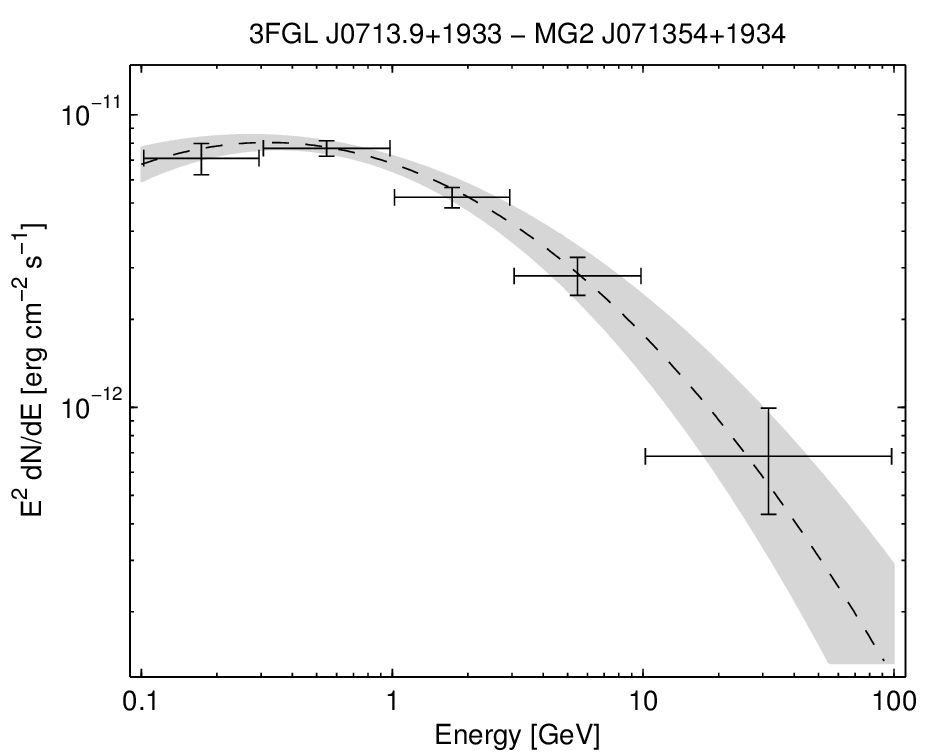 3FGL J0713.9+1933 − MG2 J071354+1934
10⁻¹¹
10⁻¹²
E² dN/dE [erg cm⁻² s⁻¹]
0.1 1 10 100
Energy [GeV]